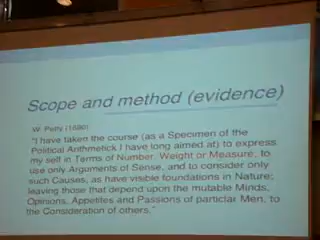 Scope and method (evidence)
W. Petty (1690)
"I have taken the course (as a Specimen of the
Political Arithmetick I have long aimed at) to express
my self in Terms of Number, Weight or Measure; to
use only Arguments of Sense, and to consider only
such Causes, as have visible foundations in Nature;
leaving those that depend upon the mutable Minds,
Opinions, Appetites and Passions of particular Men, to
the Consideration of others."